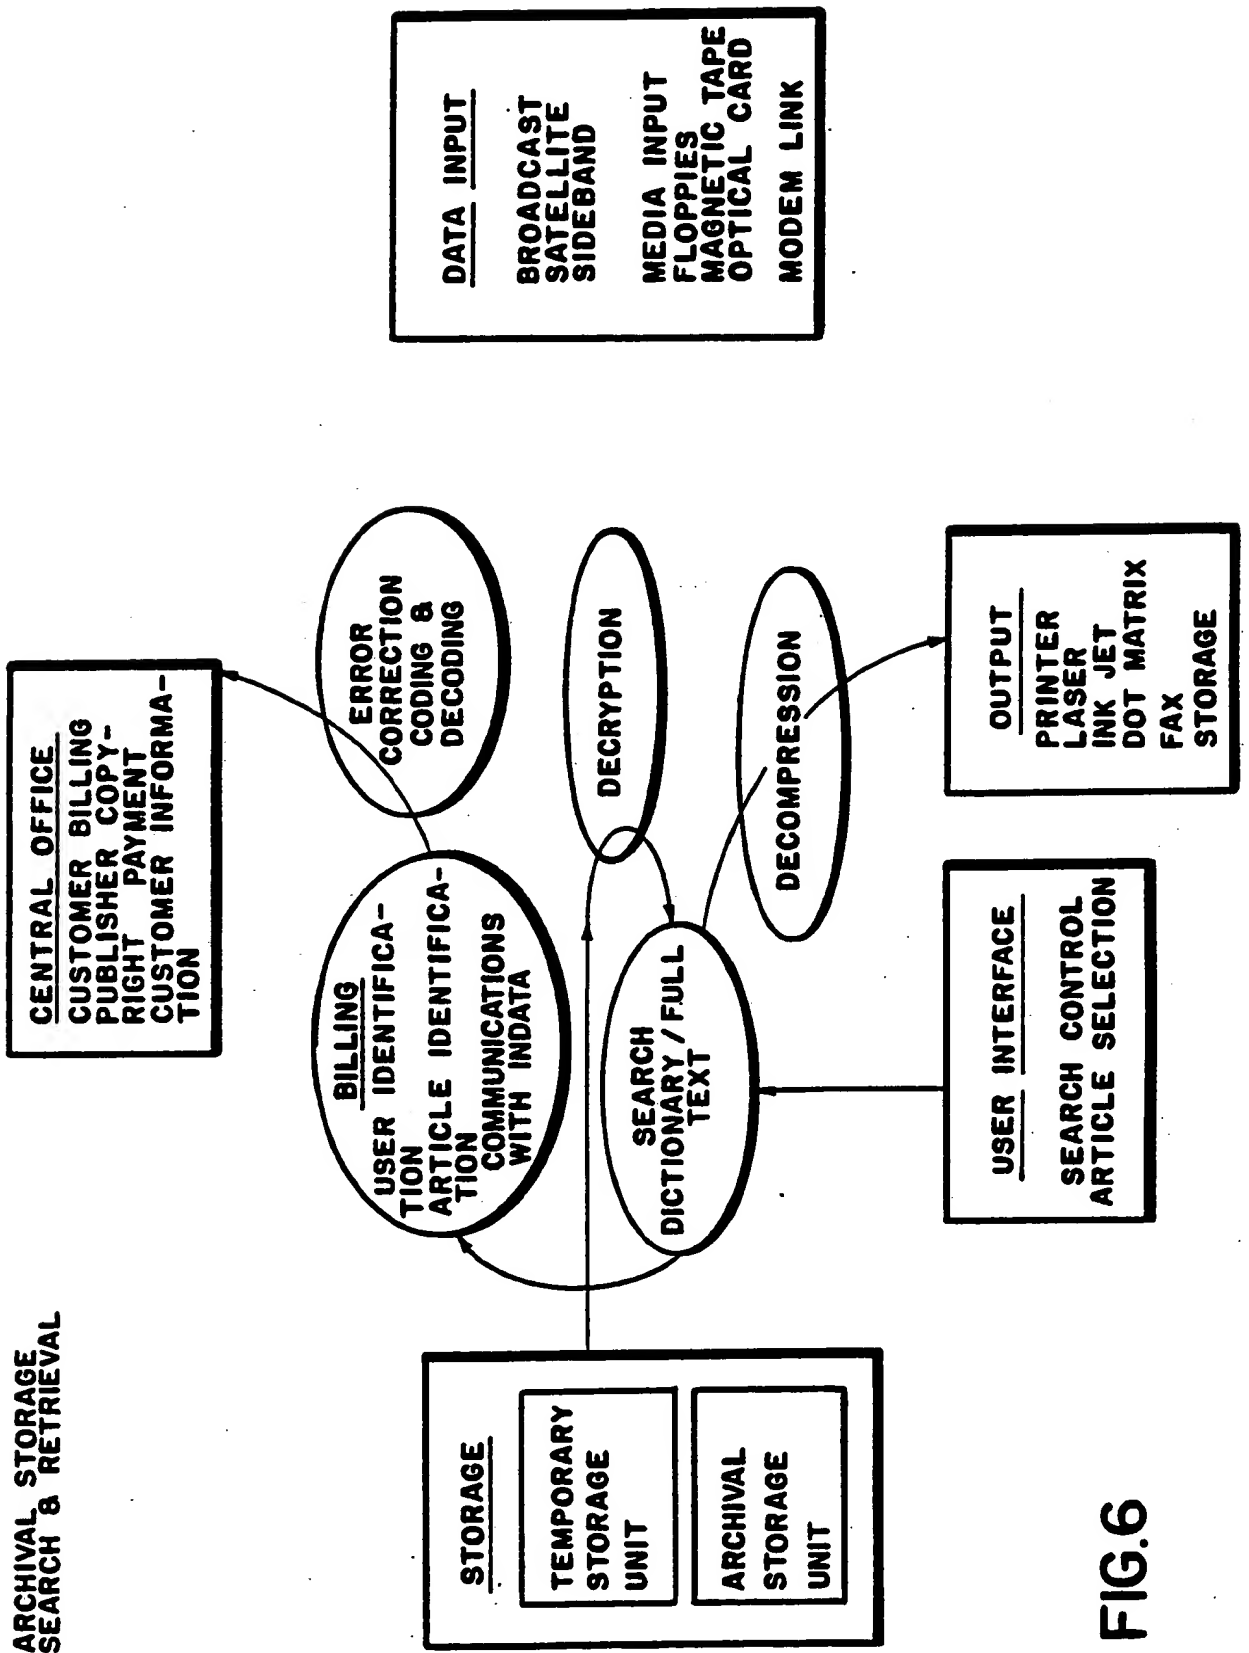 ARCHIVAL STORAGE
SEARCH & RETRIEVAL
CENTRAL OFFICE
CUSTOMER BILLING
PUBLISHER COPY-
RIGHT PAYMENT
CUSTOMER INFORMA-
TION
BILLING
USER IDENTIFICA-
TION
ARTICLE IDENTIFICA-
TION
COMMUNICATIONS
WITH INDATA
ERROR
CORRECTION
CODING &
DECODING
DATA INPUT
BROADCAST
SATELLITE
SIDEBAND
MEDIA INPUT
FLOPPIES
MAGNETIC TAPE
OPTICAL CARD
MODEM LINK
STORAGE
TEMPORARY
STORAGE
UNIT
ARCHIVAL
STORAGE
UNIT
SEARCH
DICTIONARY/FULL
TEXT
DECRYPTION
DECOMPRESSION
USER INTERFACE
SEARCH CONTROL
ARTICLE SELECTION
OUTPUT
PRINTER
LASER
INK JET
DOT MATRIX
FAX
STORAGE
FIG.6